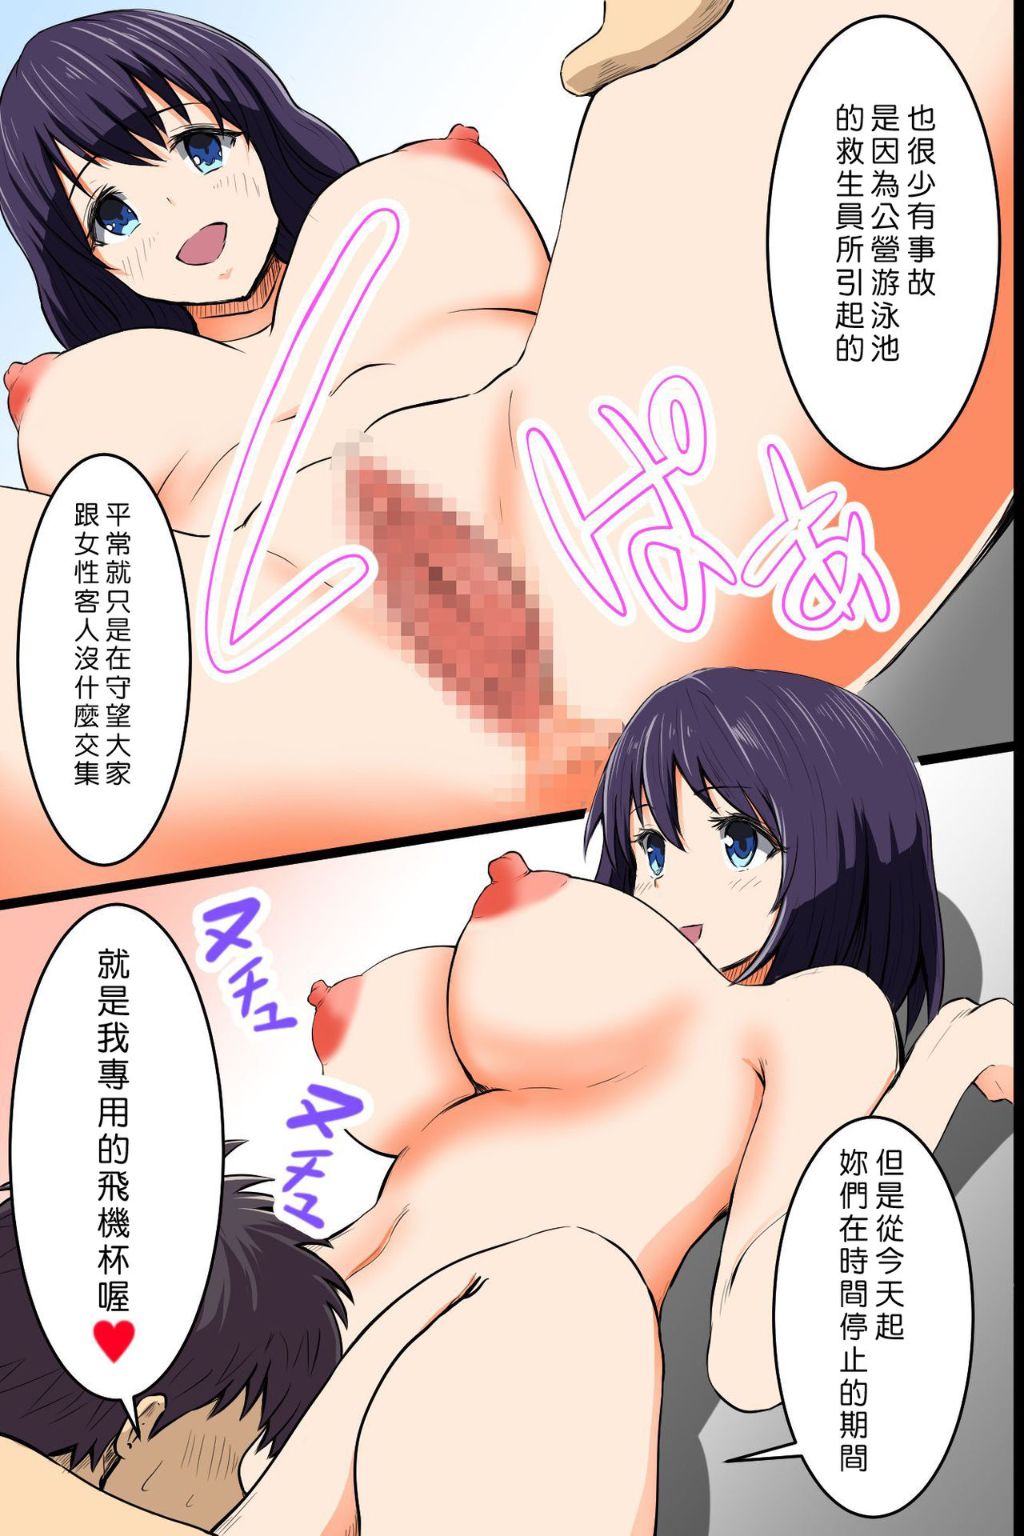 也很少有事故
是因為公營游泳池
的救生員所引起的
くぱぁ
平常就只是在守望大家
跟女性客人沒什麼交集
ヌチュ
ヌチュ
就是我專用的飛機杯喔♥
但是從今天起
妳們在時間停止的期間